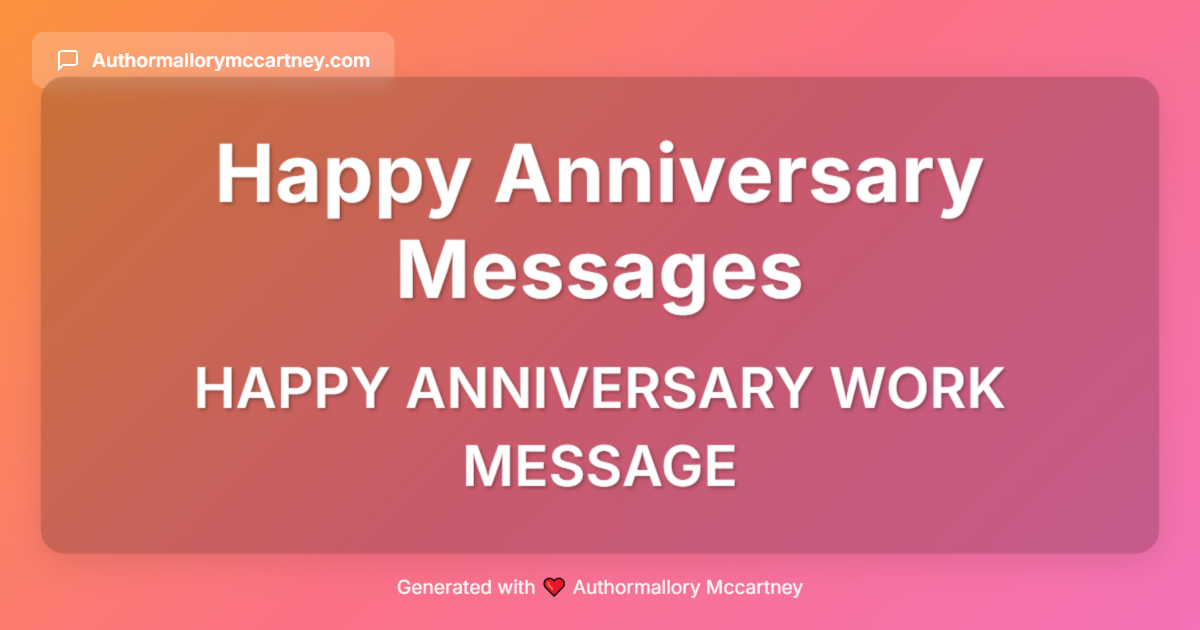 Authormallorymccartney.com
Happy Anniversary
Messages
HAPPY ANNIVERSARY WORK
MESSAGE
Generated with ❤️ Authormallory Mccartney